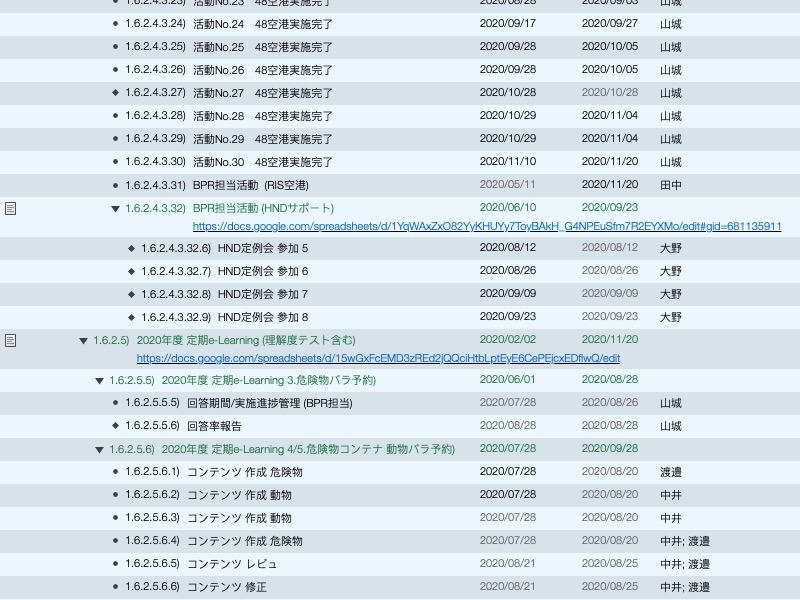 1.6.2.4.3.23) 活動No.23 48空港実施完了 2020/08/28 2020/09/03 山城
1.6.2.4.3.24) 活動No.24 48空港実施完了 2020/09/17 2020/09/27 山城
1.6.2.4.3.25) 活動No.25 48空港実施完了 2020/09/28 2020/10/05 山城
1.6.2.4.3.26) 活動No.26 48空港実施完了 2020/09/28 2020/10/05 山城
1.6.2.4.3.27) 活動No.27 48空港実施完了 2020/10/28 2020/10/28 山城
1.6.2.4.3.28) 活動No.28 48空港実施完了 2020/10/29 2020/11/04 山城
1.6.2.4.3.29) 活動No.29 48空港実施完了 2020/10/29 2020/11/04 山城
1.6.2.4.3.30) 活動No.30 48空港実施完了 2020/11/10 2020/11/20 山城
1.6.2.4.3.31) BPR担当活動 (RIS空港) 2020/05/11 2020/11/20 田中
1.6.2.4.3.32) BPR担当活動 (HNDサポート) 2020/06/10 2020/09/23
https://docs.google.com/spreadsheets/d/1YqWAxZxO82YyKHUYy7ToyBAkH_G4NPEuSfm7R2EYXMo/edit#gid=681135911
1.6.2.4.3.32.6) HND定例会 参加 5 2020/08/12 2020/08/12 大野
1.6.2.4.3.32.7) HND定例会 参加 6 2020/08/26 2020/08/26 大野
1.6.2.4.3.32.8) HND定例会 参加 7 2020/09/09 2020/09/09 大野
1.6.2.4.3.32.9) HND定例会 参加 8 2020/09/23 2020/09/23 大野
1.6.2.5) 2020年度 定期e-Learning (理解度テスト含む) 2020/02/02 2020/11/20
https://docs.google.com/spreadsheets/d/15wGxFcEMD3zREd2jQQciHtbLptEyE6CePEjcxEDflwQ/edit
1.6.2.5.5) 2020年度 定期e-Learning 3.危険物バラ予約) 2020/06/01 2020/08/28
1.6.2.5.5.5) 回答期間/実施進捗管理 (BPR担当) 2020/07/28 2020/08/26 山城
1.6.2.5.5.6) 回答率報告 2020/08/28 2020/08/28 山城
1.6.2.5.6) 2020年度 定期e-Learning 4/5.危険物コンテナ 動物バラ予約) 2020/07/28 2020/09/28
1.6.2.5.6.1) コンテンツ 作成 危険物 2020/07/28 2020/08/20 渡邉
1.6.2.5.6.2) コンテンツ 作成 動物 2020/07/28 2020/08/20 中井
1.6.2.5.6.3) コンテンツ 作成 動物 2020/07/28 2020/08/20 中井
1.6.2.5.6.4) コンテンツ 作成 危険物 2020/07/28 2020/08/20 中井; 渡邉
1.6.2.5.6.5) コンテンツ レビュ 2020/08/21 2020/08/25 中井; 渡邉
1.6.2.5.6.6) コンテンツ 修正 2020/08/21 2020/08/25 中井; 渡邉